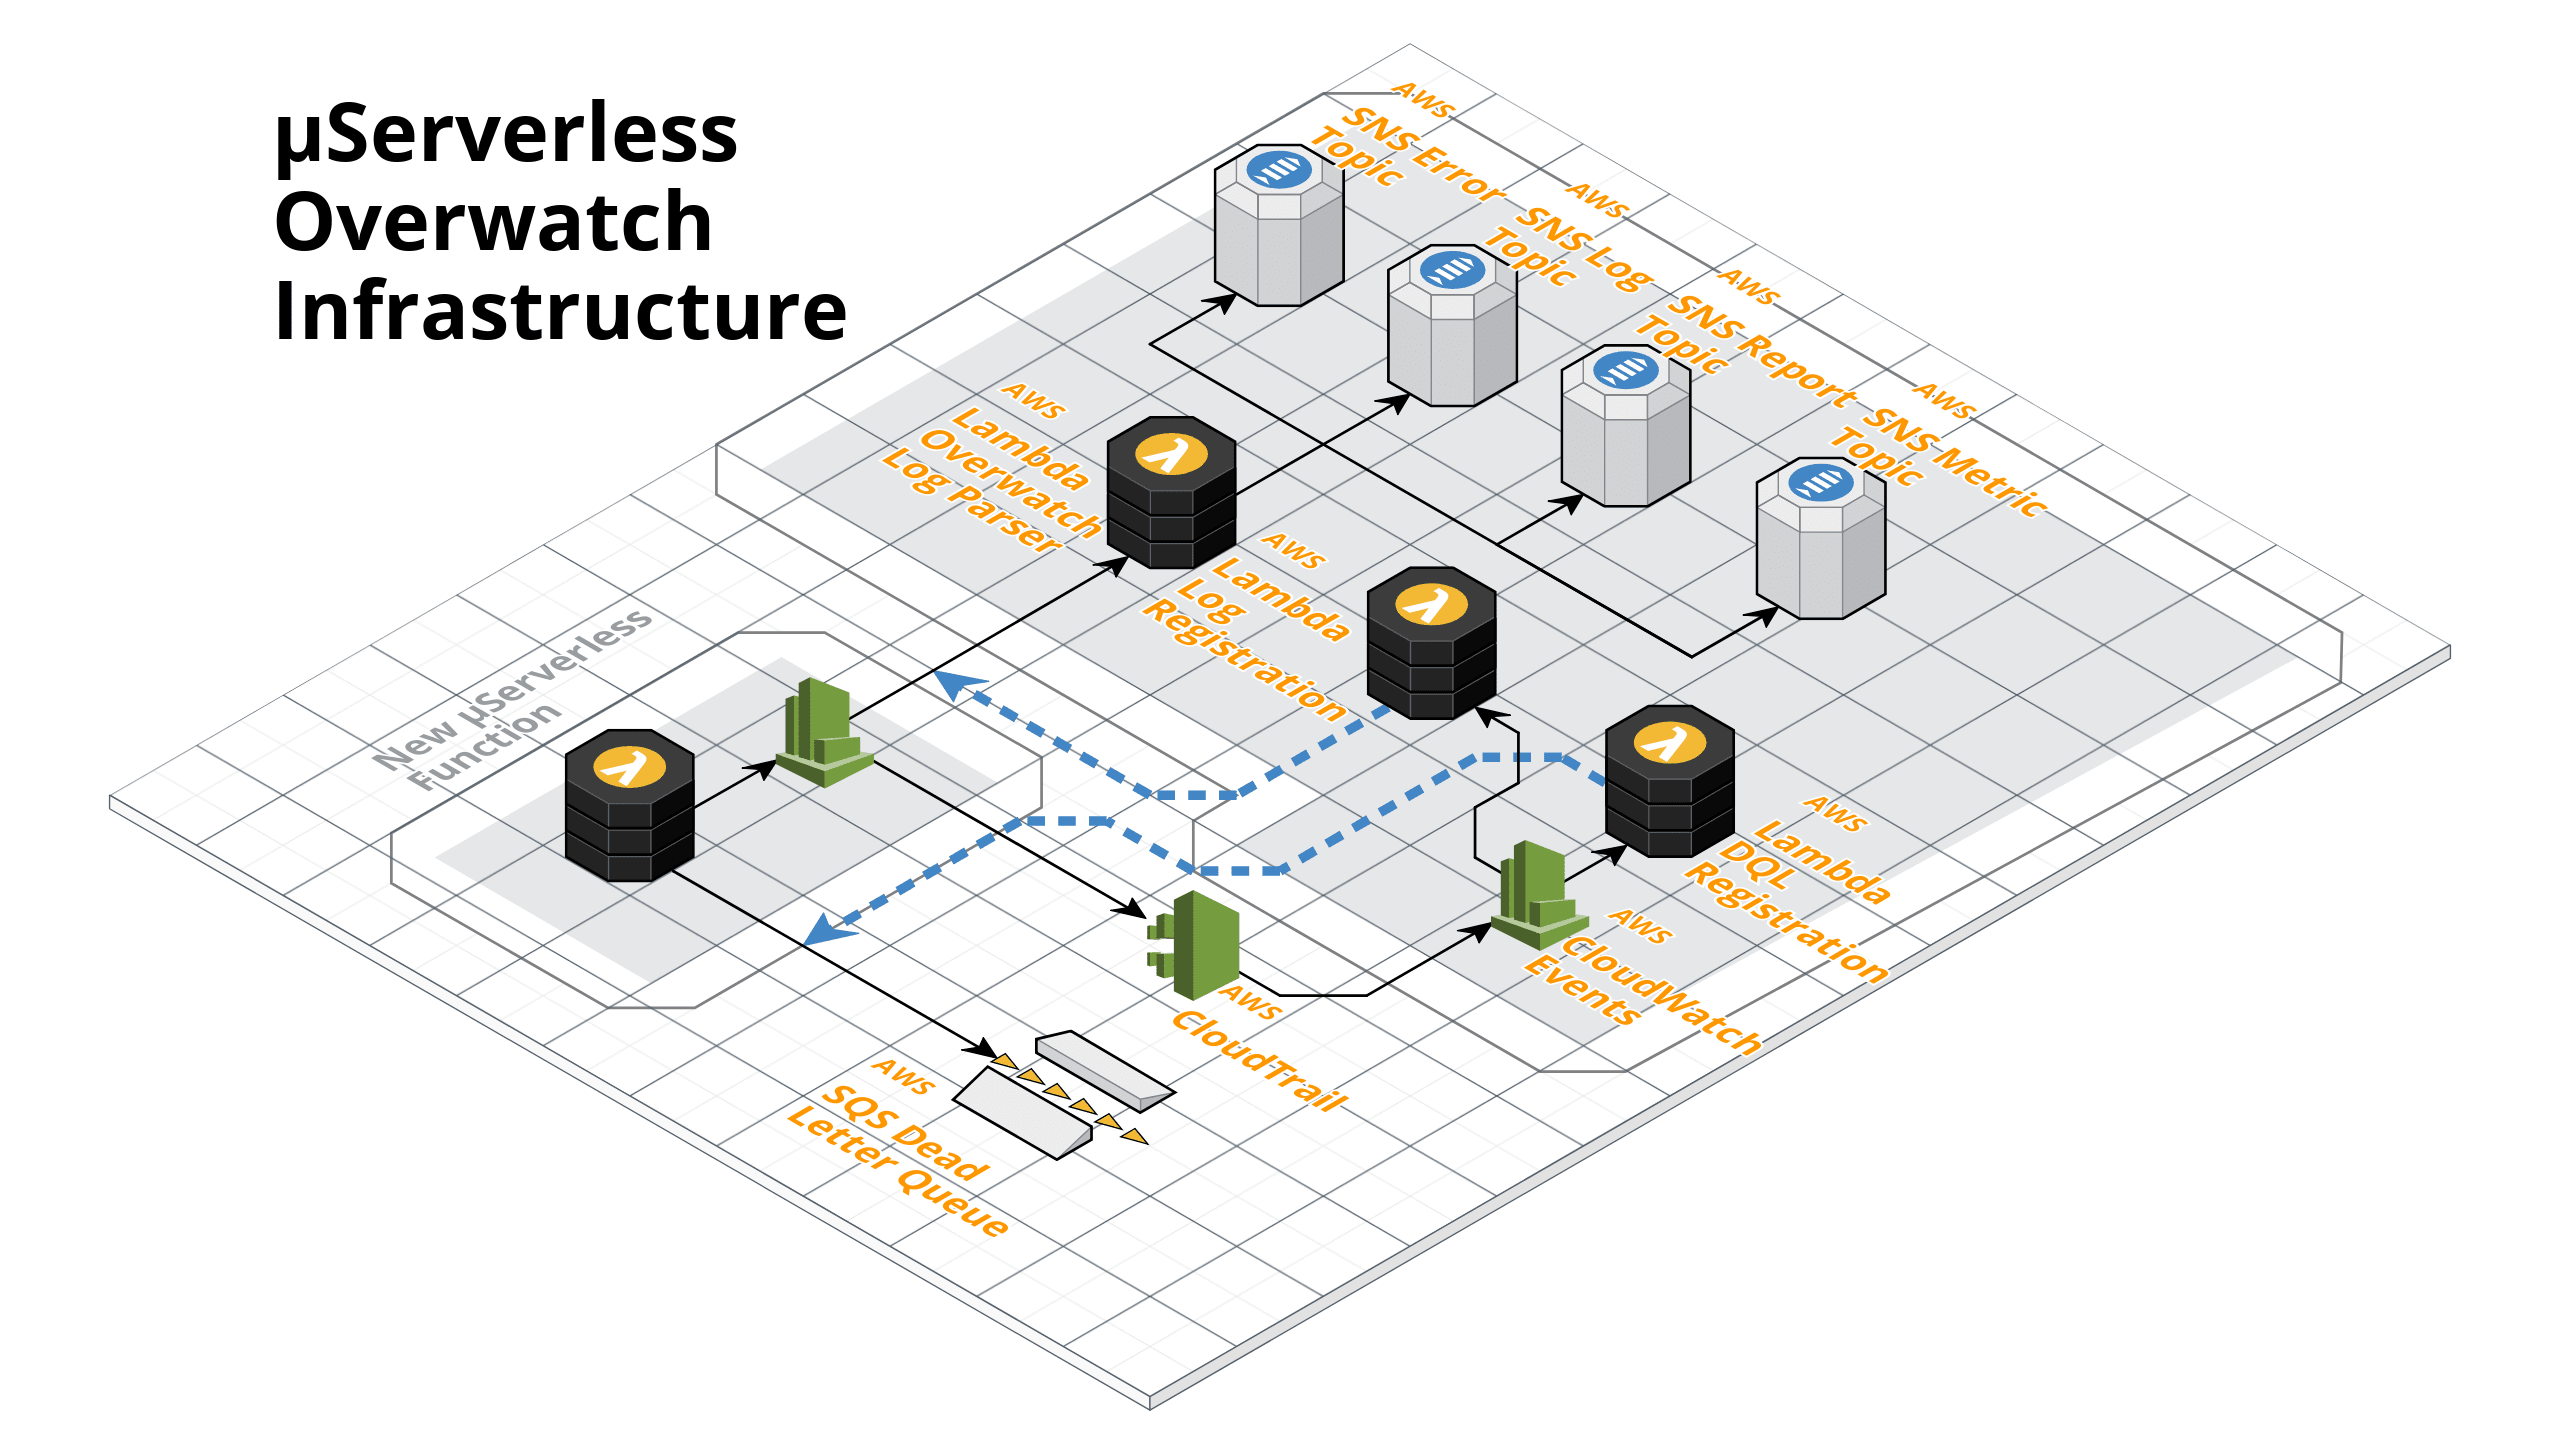 µServerless
Overwatch
Infrastructure
AWS
SNS Error
Topic
AWS
SNS Log
Topic
AWS
SNS Report
Topic
AWS
SNS Metric
Topic
AWS
Lambda
Overwatch
Log Parser
AWS
Lambda
Log
Registration
New µServerless
Function
AWS
Lambda
DQL
Registration
AWS
CloudWatch
Events
AWS
CloudTrail
AWS
SQS Dead
Letter Queue